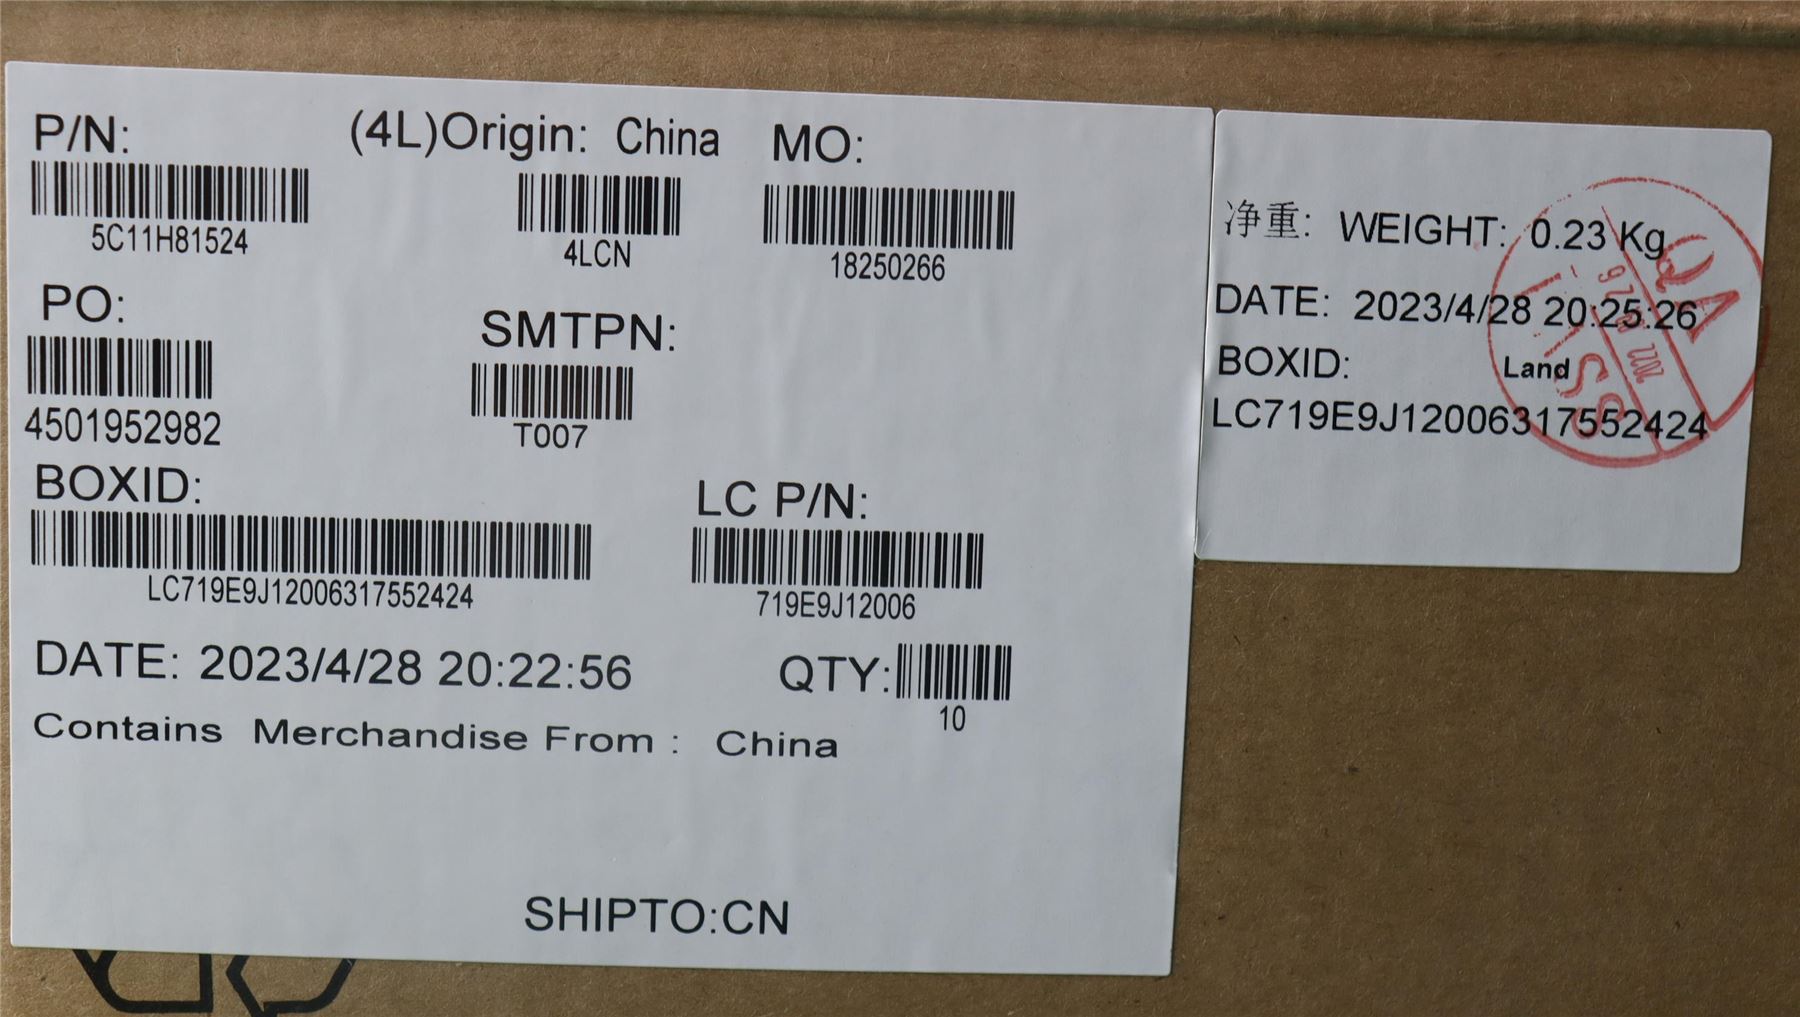 P/N:
5C11H81524
(4L)Origin: China
4LCN
MO:
18250266
PO:
4501952982
SMTPN:
T007
BOXID:
LC719E9J12006317552424
LC P/N:
719E9J12006
DATE: 2023/4/28 20:22:56
QTY:
10
Contains Merchandise From : China
SHIPTO:CN
净重: WEIGHT: 0.23 Kg
DATE: 2023/4/28 20:25:26
BOXID: Land
LC719E9J12006317552424
QA